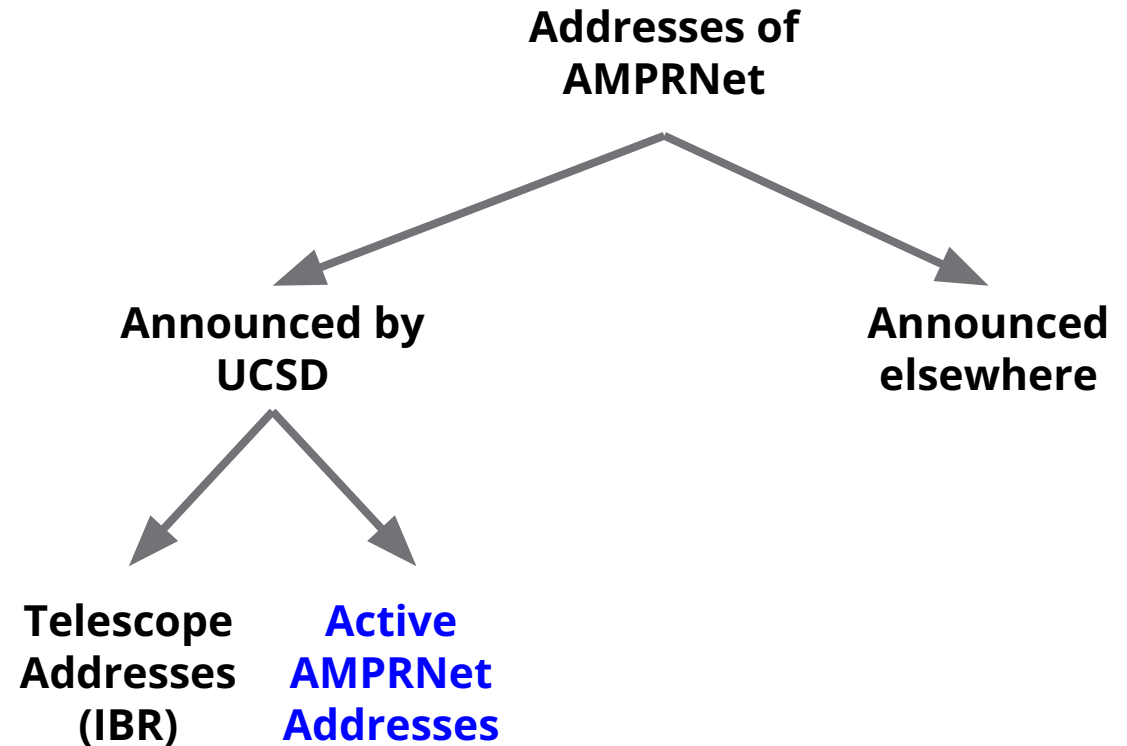 Addresses of
AMPRNet
Announced by
UCSD
Announced
elsewhere
Telescope
Addresses
(IBR)
Active
AMPRNet
Addresses